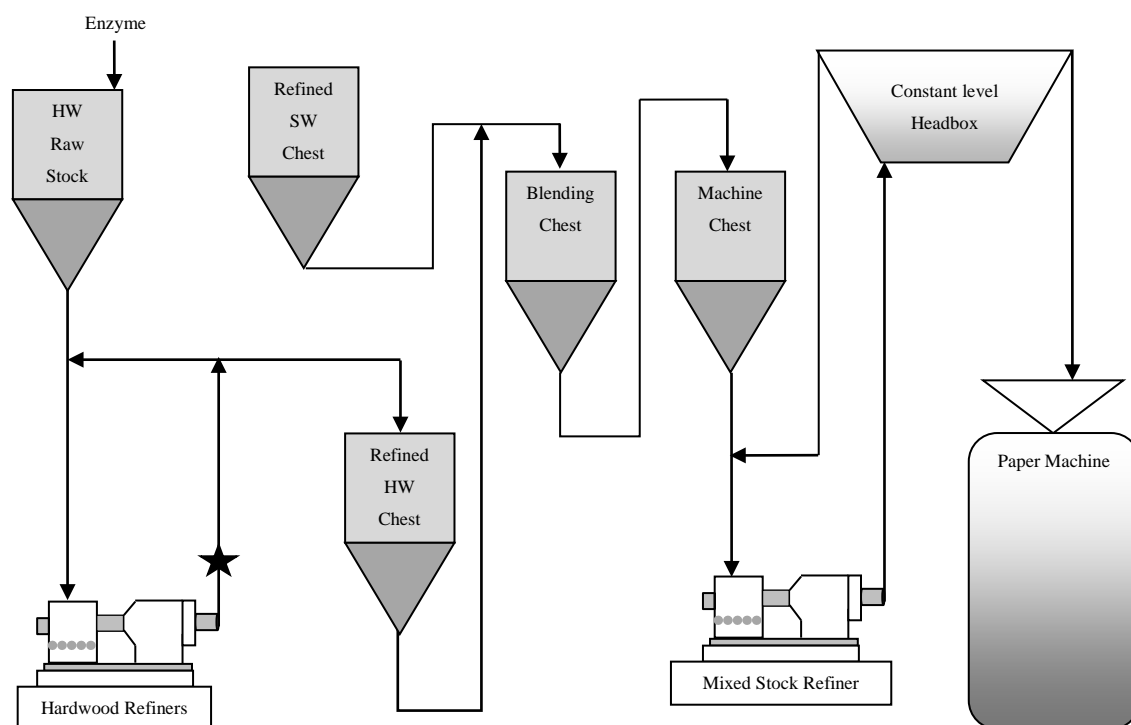 Enzyme
HW
Raw
Stock
Refined
SW
Chest
Blending
Chest
Machine
Chest
Constant level
Headbox
Refined
HW
Chest
Paper Machine
Hardwood Refiners
Mixed Stock Refiner